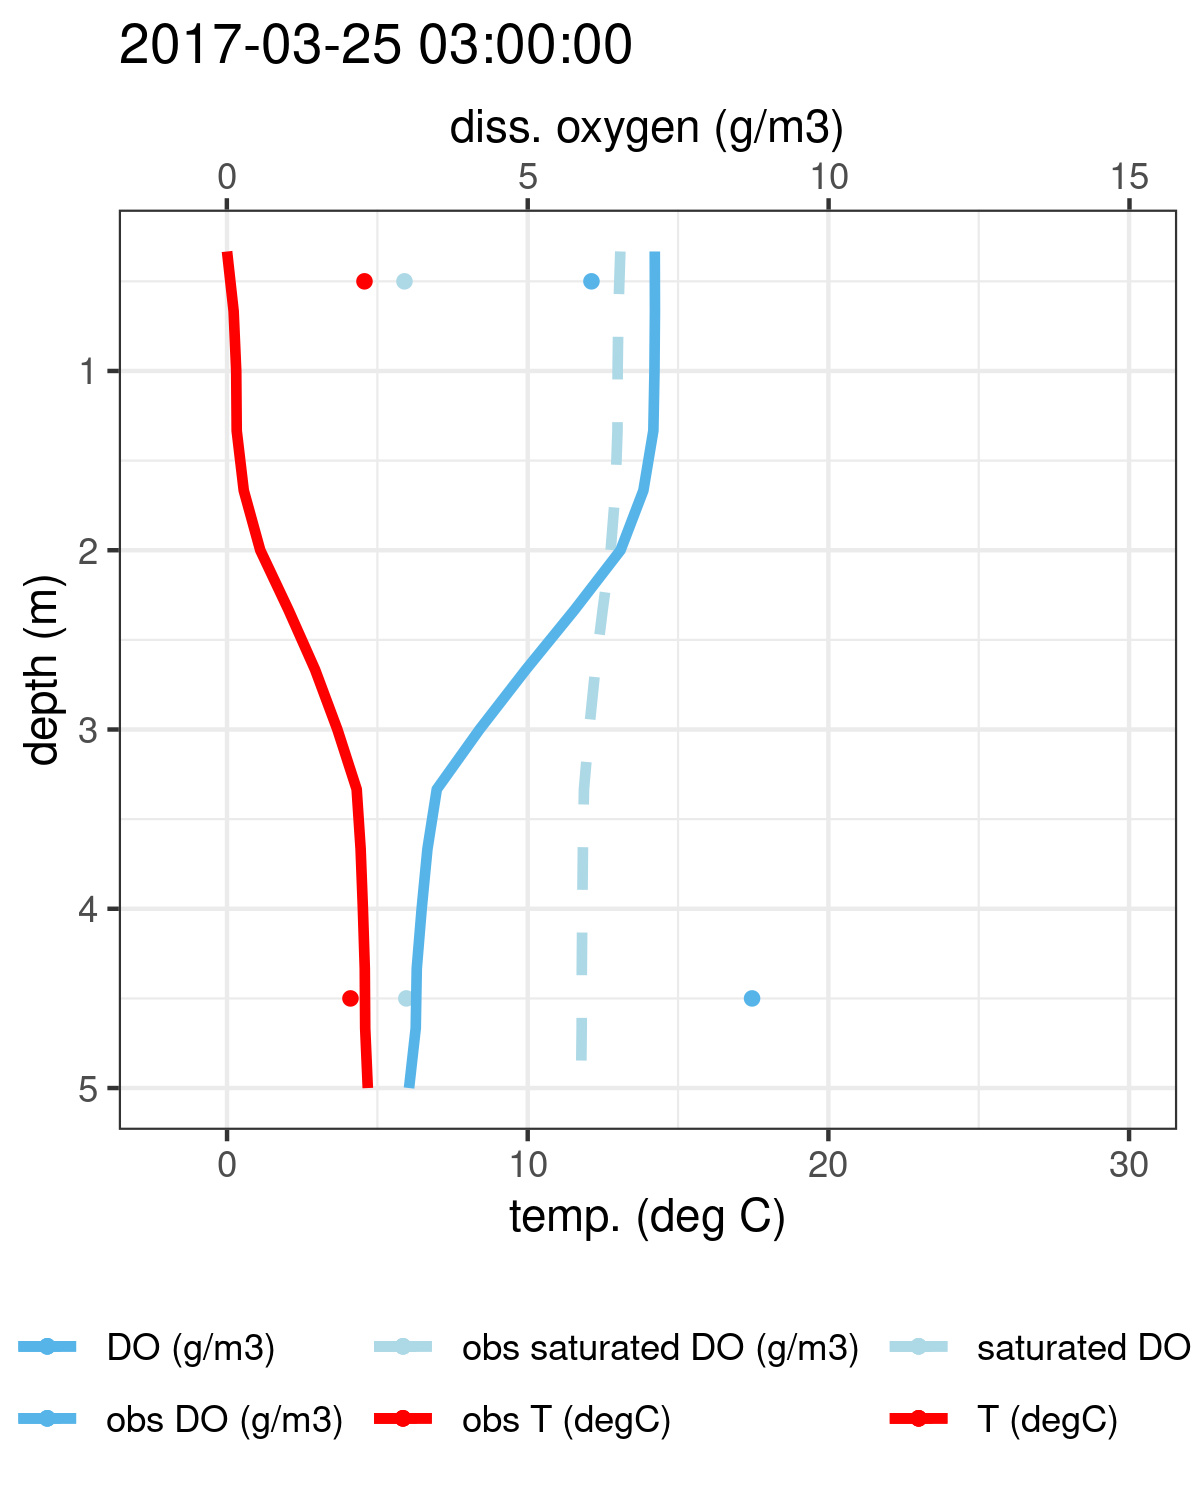 2017-03-25 03:00:00
diss. oxygen (g/m3)
0 5 10 15
depth (m)
1
2
3
4
5
0 10 20 30
temp. (deg C)
DO (g/m3) obs saturated DO (g/m3) saturated DO
obs DO (g/m3) obs T (degC) T (degC)